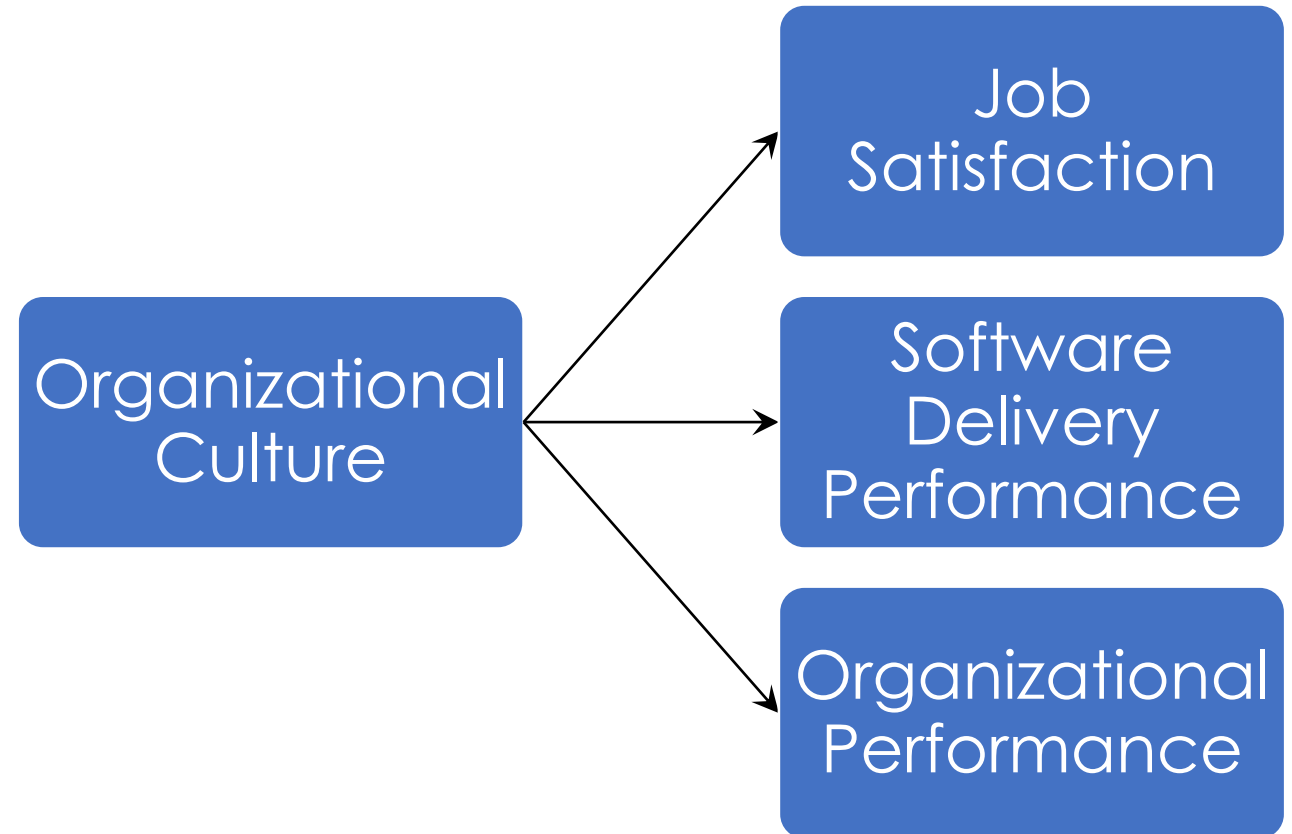 Job
Satisfaction
Organizational
Culture
Software
Delivery
Performance
Organizational
Performance